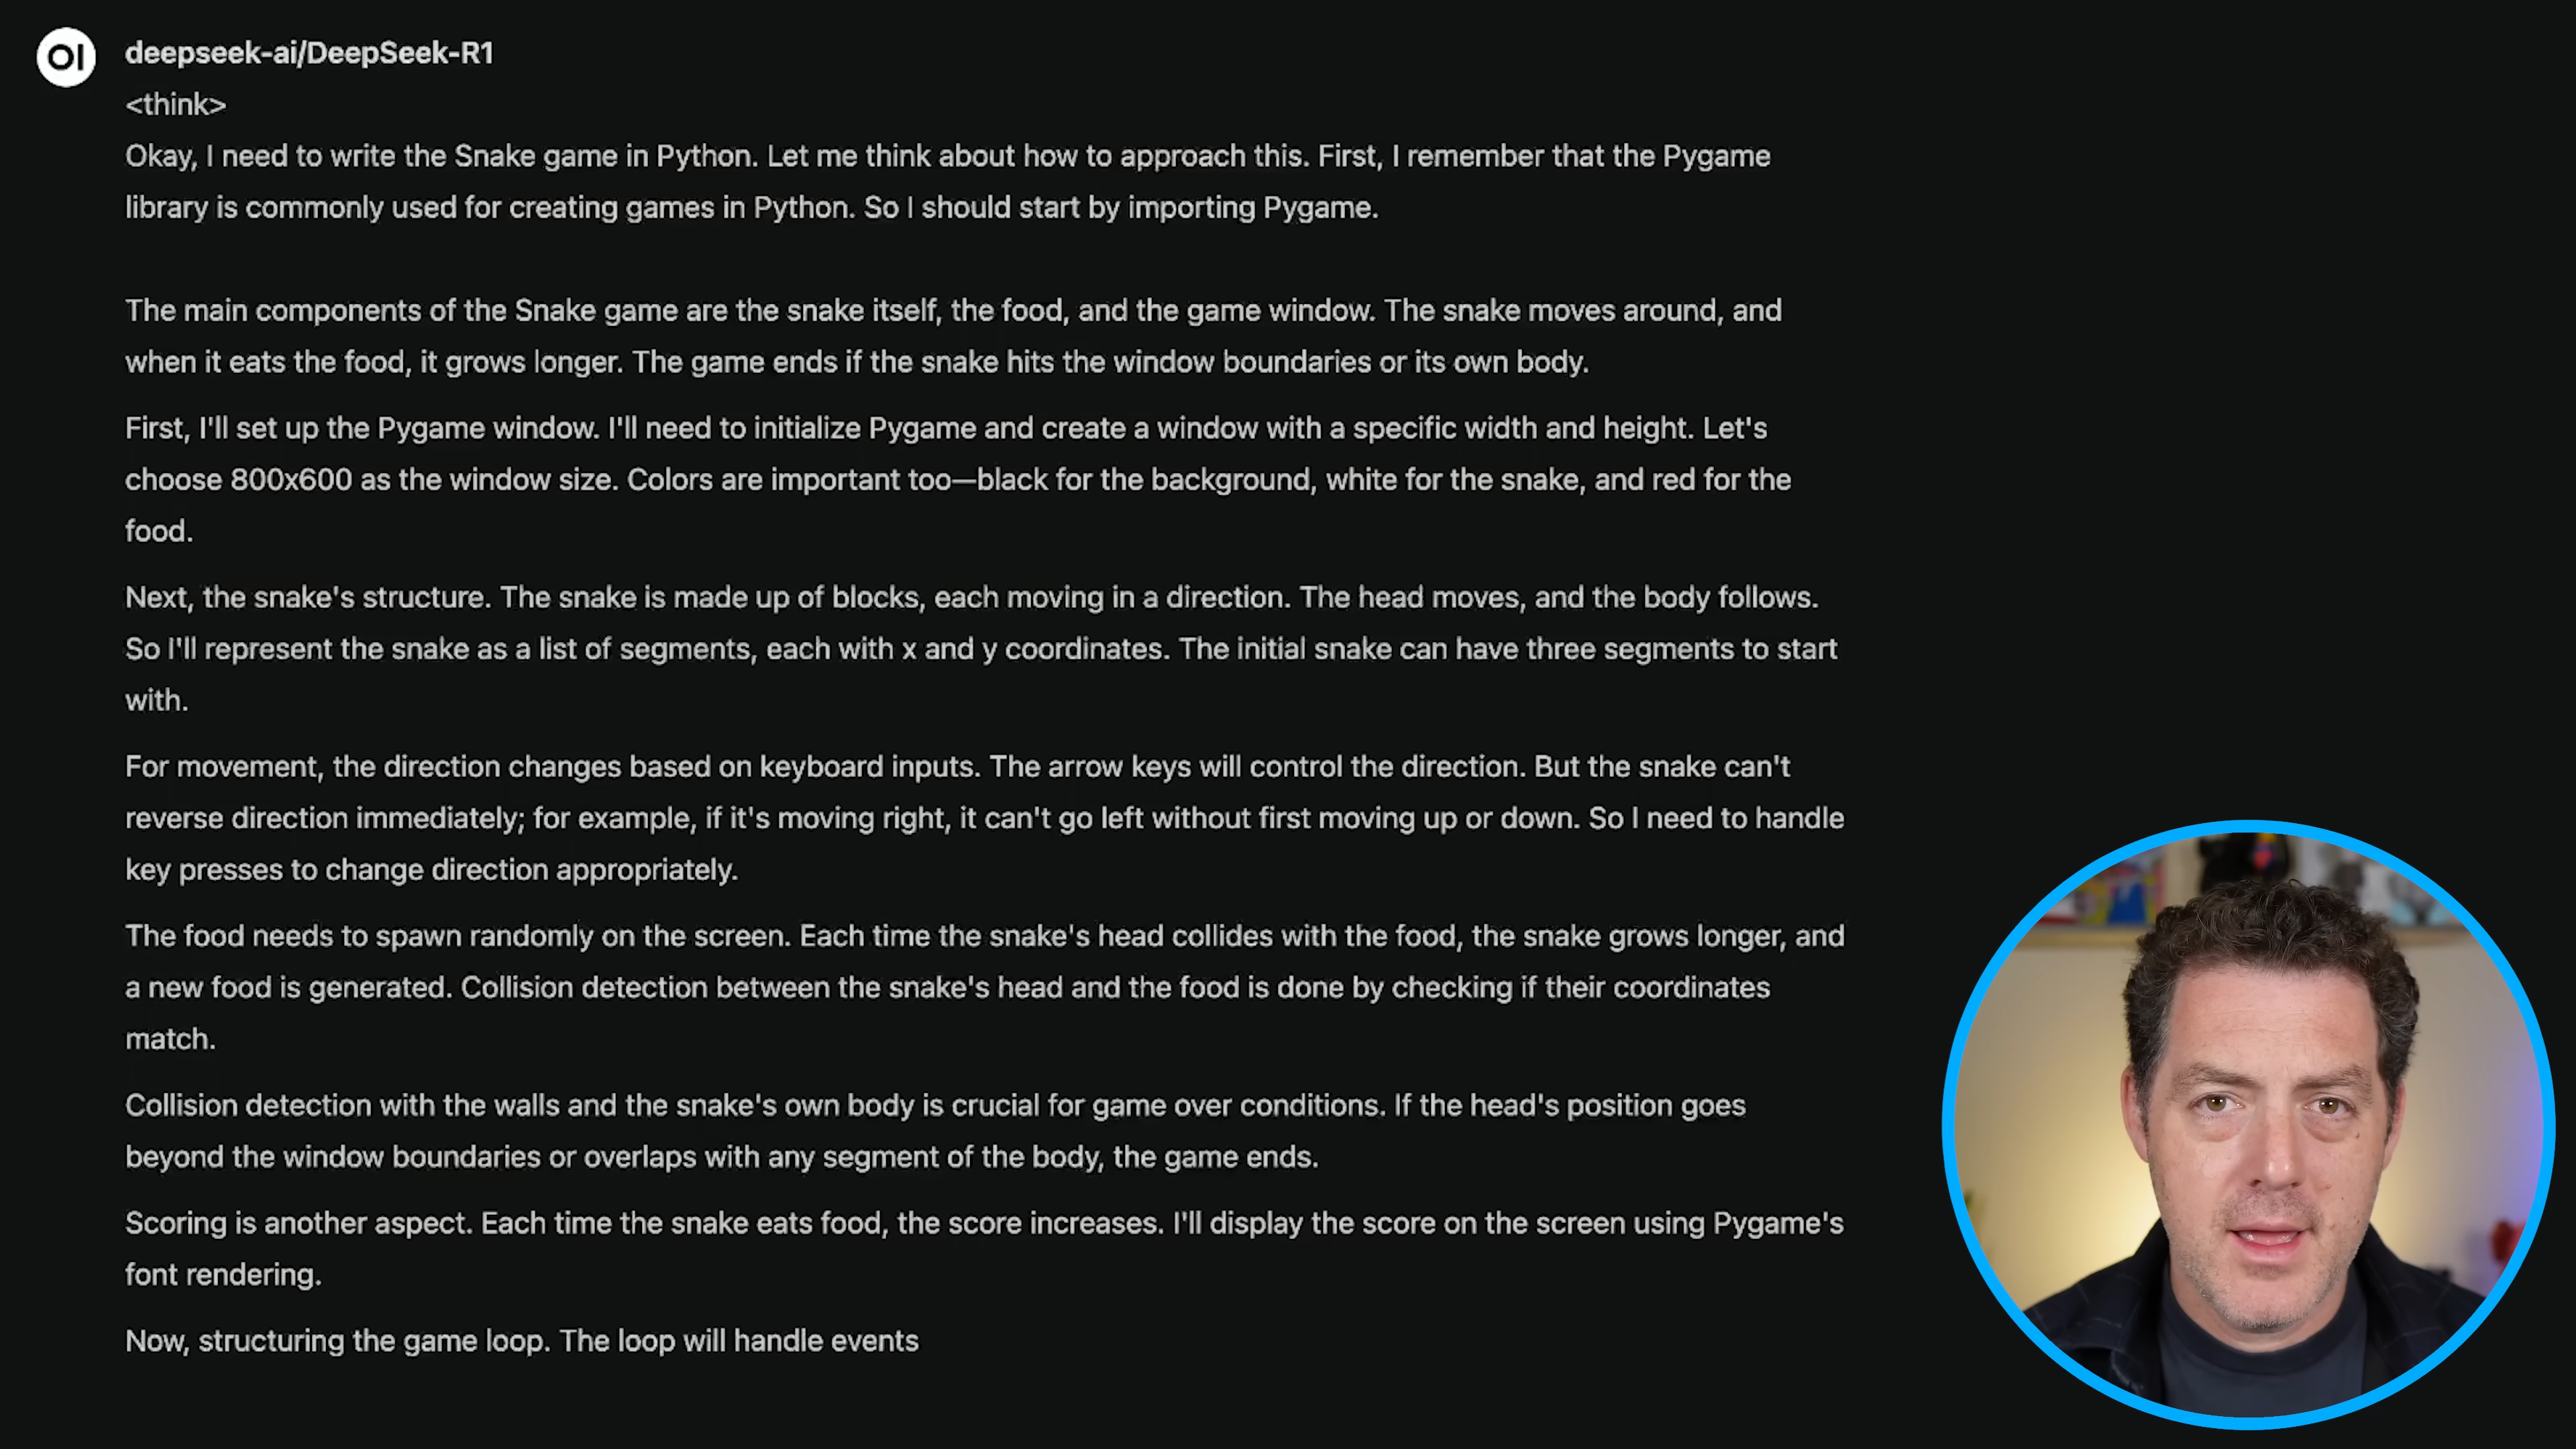 OI
deepseek-ai/DeepSeek-R1
<think>
Okay, I need to write the Snake game in Python. Let me think about how to approach this. First, I remember that the Pygame
library is commonly used for creating games in Python. So I should start by importing Pygame.
The main components of the Snake game are the snake itself, the food, and the game window. The snake moves around, and
when it eats the food, it grows longer. The game ends if the snake hits the window boundaries or its own body.
First, I'll set up the Pygame window. I'll need to initialize Pygame and create a window with a specific width and height. Let's
choose 800x600 as the window size. Colors are important too—black for the background, white for the snake, and red for the
food.
Next, the snake's structure. The snake is made up of blocks, each moving in a direction. The head moves, and the body follows.
So I'll represent the snake as a list of segments, each with x and y coordinates. The initial snake can have three segments to start
with.
For movement, the direction changes based on keyboard inputs. The arrow keys will control the direction. But the snake can't
reverse direction immediately; for example, if it's moving right, it can't go left without first moving up or down. So I need to handle
key presses to change direction appropriately.
The food needs to spawn randomly on the screen. Each time the snake's head collides with the food, the snake grows longer, and
a new food is generated. Collision detection between the snake's head and the food is done by checking if their coordinates
match.
Collision detection with the walls and the snake's own body is crucial for game over conditions. If the head's position goes
beyond the window boundaries or overlaps with any segment of the body, the game ends.
Scoring is another aspect. Each time the snake eats food, the score increases. I'll display the score on the screen using Pygame's
font rendering.
Now, structuring the game loop. The loop will handle events